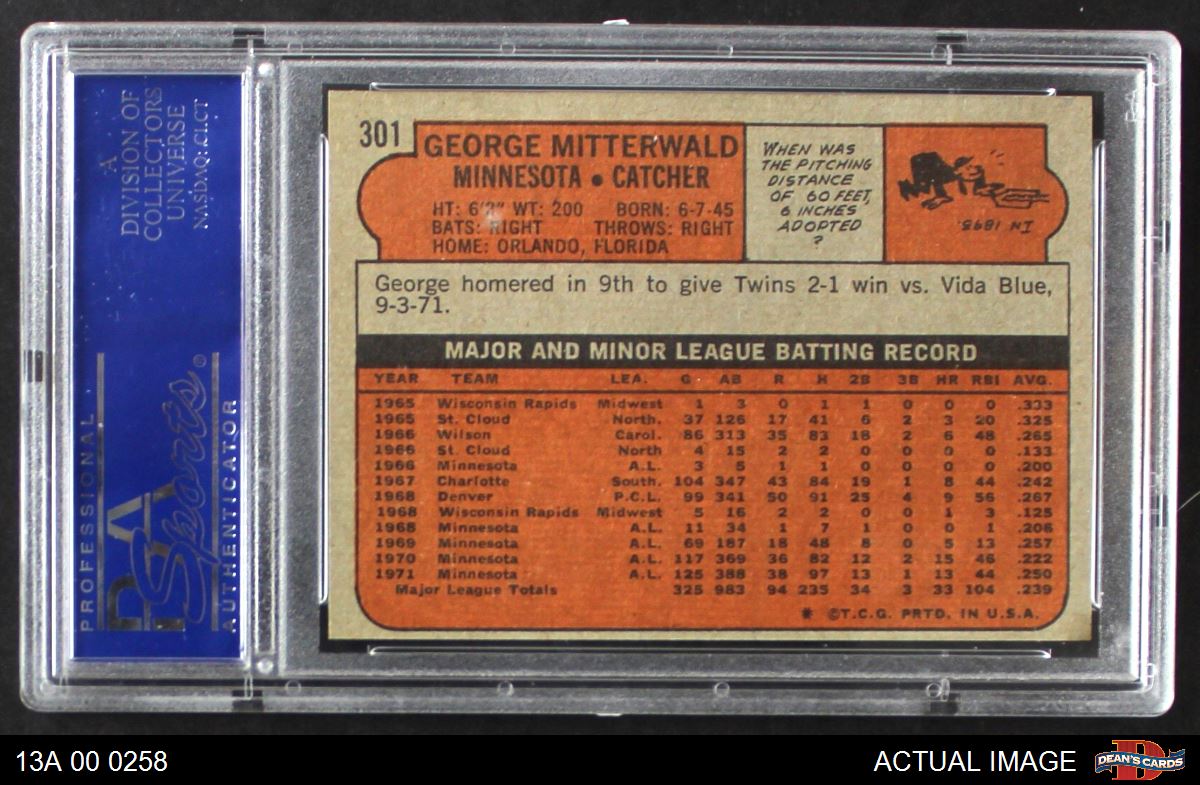 A
DIVISION OF
COLLECTORS
UNIVERSE
NASDAQ: CLCT
PROFESSIONAL
PSA
Sports®
AUTHENTICATOR
301
GEORGE MITTERWALD
MINNESOTA • CATCHER
HT: 6'2" WT: 200 BORN: 6-7-45
BATS: RIGHT THROWS: RIGHT
HOME: ORLANDO, FLORIDA
WHEN WAS
THE PITCHING
DISTANCE
OF 60 FEET,
6 INCHES
ADOPTED
?
IN 1893.
George homered in 9th to give Twins 2-1 win vs. Vida Blue,
9-3-71.
MAJOR AND MINOR LEAGUE BATTING RECORD
YEAR TEAM LEA. G AB R H 2B 3B HR RBI AVG.
1965 Wisconsin Rapids Midwest 1 3 0 1 1 0 0 0 .333
1965 St. Cloud North. 37 126 17 41 6 2 3 20 .325
1966 Wilson Carol. 86 313 35 83 18 2 6 48 .265
1966 St. Cloud North 4 15 2 2 0 0 0 0 .133
1966 Minnesota A.L. 3 5 1 1 0 0 0 0 .200
1967 Charlotte South. 104 347 43 84 19 1 8 44 .242
1968 Denver P.C.L. 99 341 50 91 25 4 9 56 .267
1968 Wisconsin Rapids Midwest 5 16 2 2 0 0 1 3 .125
1968 Minnesota A.L. 11 34 1 7 1 0 0 1 .206
1969 Minnesota A.L. 69 187 18 48 8 0 5 13 .257
1970 Minnesota A.L. 117 369 36 82 12 2 15 46 .222
1971 Minnesota A.L. 125 388 38 97 13 1 13 44 .250
Major League Totals 325 983 94 235 34 3 33 104 .239
* ©T.C.G. PRTD. IN U.S.A.
13A 00 0258
ACTUAL IMAGE
D
DEAN'S CARDS